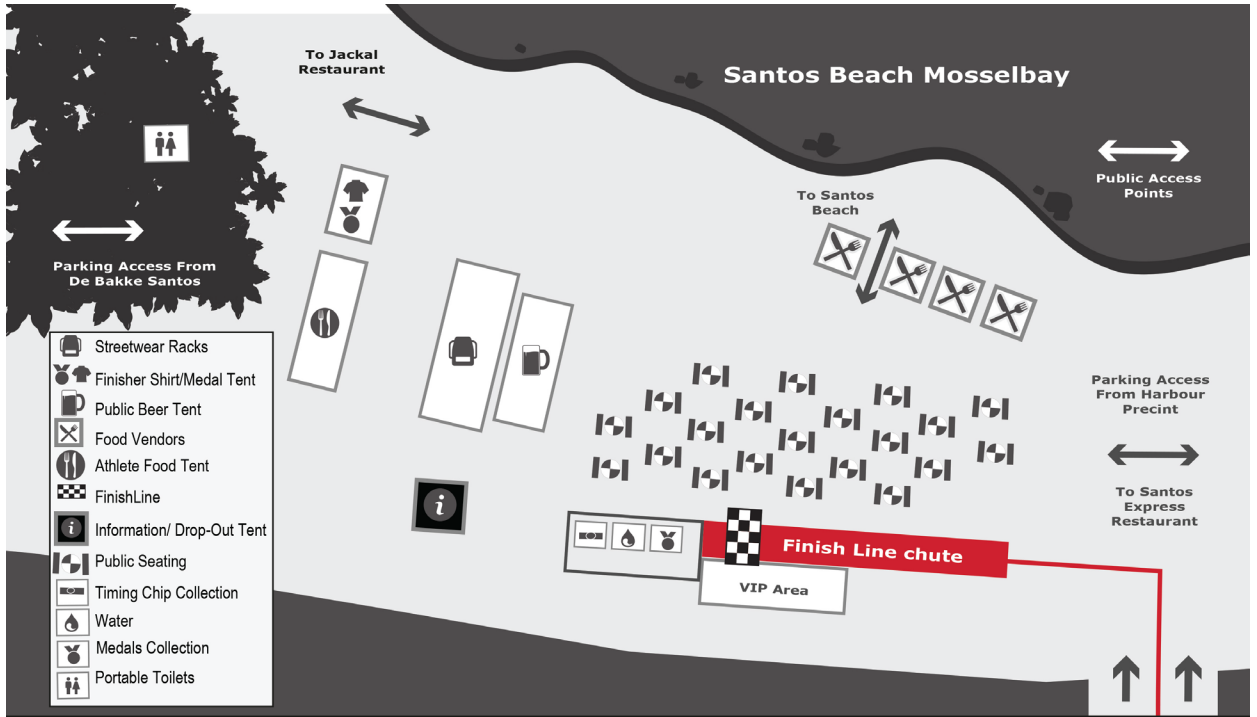 To Jackal
Restaurant
Santos Beach Mosselbay
Public Access
Points
To Santos
Beach
Parking Access From
De Bakke Santos
Streetwear Racks
Finisher Shirt/Medal Tent
Public Beer Tent
Food Vendors
Athlete Food Tent
FinishLine
Information/ Drop-Out Tent
Public Seating
Timing Chip Collection
Water
Medals Collection
Portable Toilets
i
i
Parking Access
From Harbour
Precint
To Santos
Express
Restaurant
Finish Line chute
VIP Area